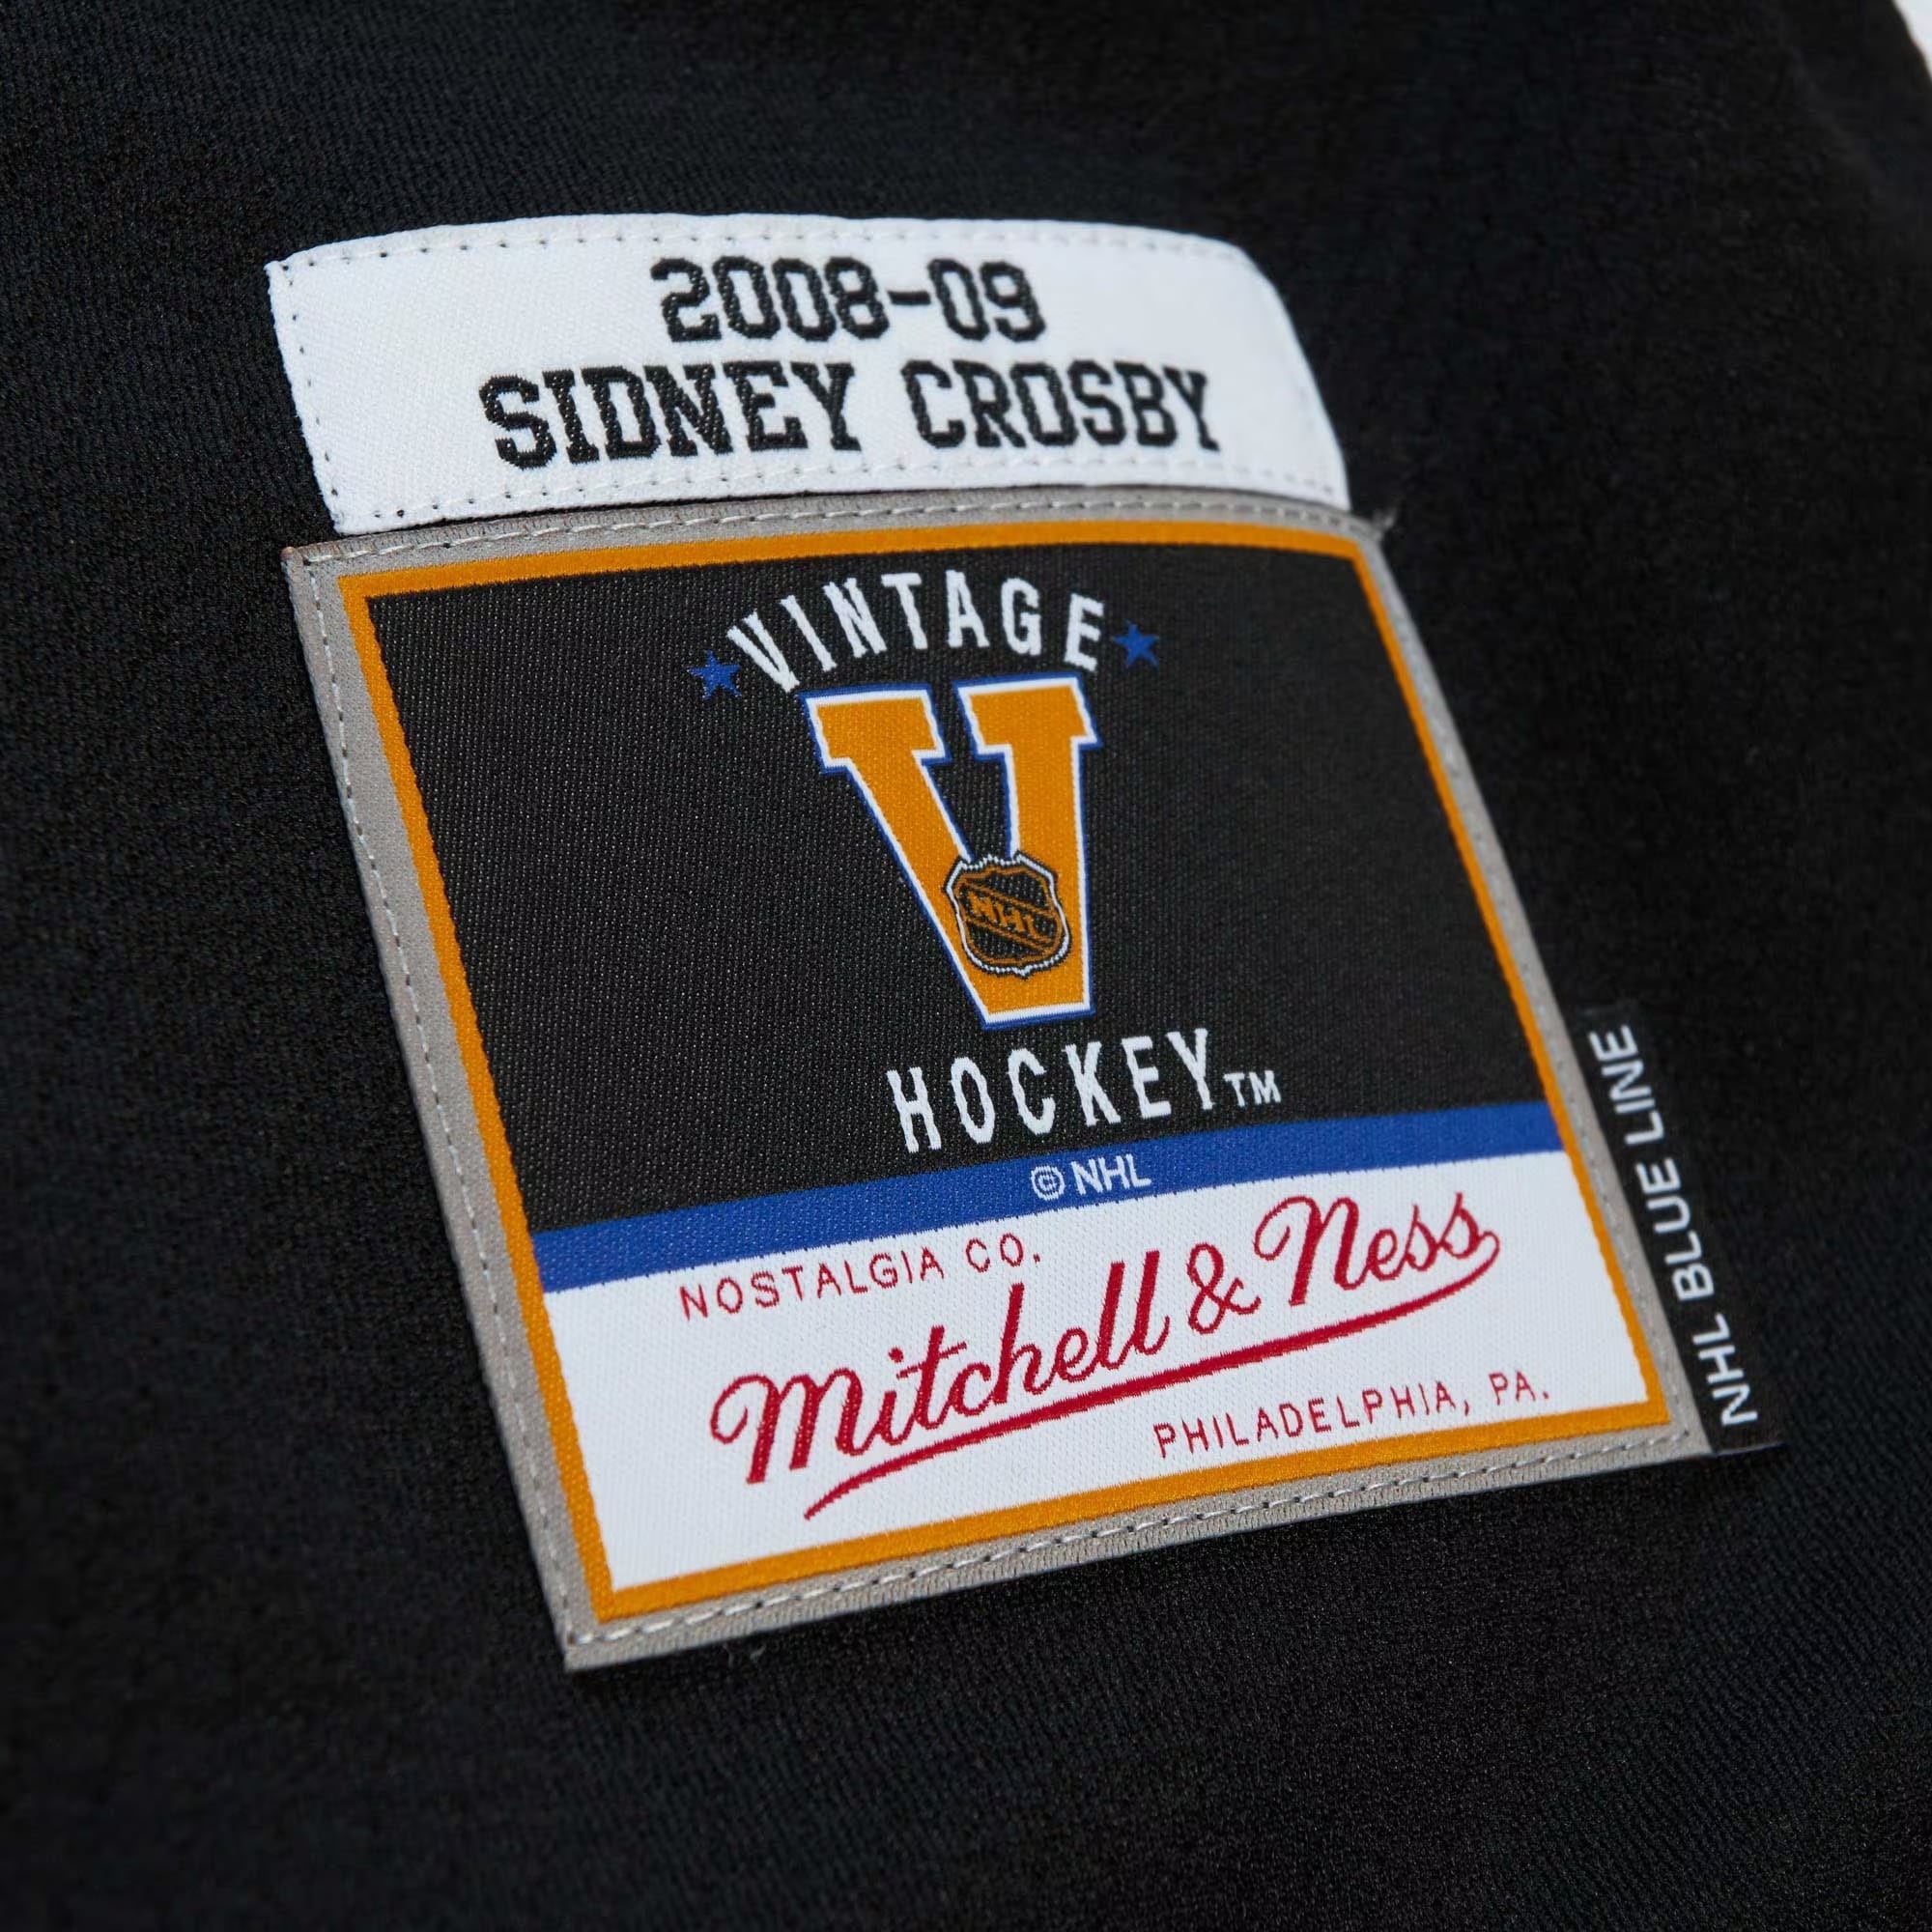 2008-09
SIDNEY CROSBY
VINTAGE
V
NHL
HOCKEY™
© NHL
NOSTALGIA CO.
Mitchell & Ness
PHILADELPHIA, PA.
NHL BLUE LINE